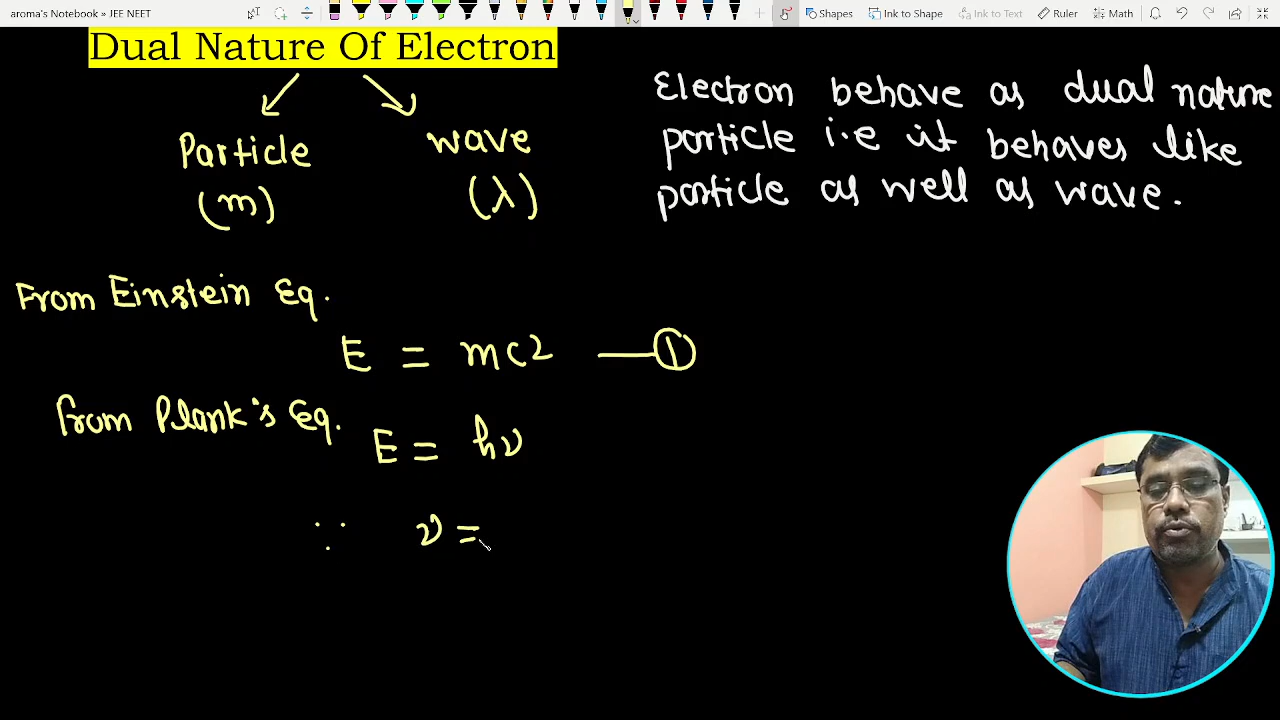 aroma's Notebook » JEE NEET
Shapes Ink to Shape Ink to Text Ruler Math
Dual Nature Of Electron
Particle
(m)
wave
(λ)
Electron behave as dual nature
particle i.e it behaves like
particle as well as wave.
From Einstein Eq.
E = mc2 —①
From Plank's Eq.
E = hν
∵ ν =